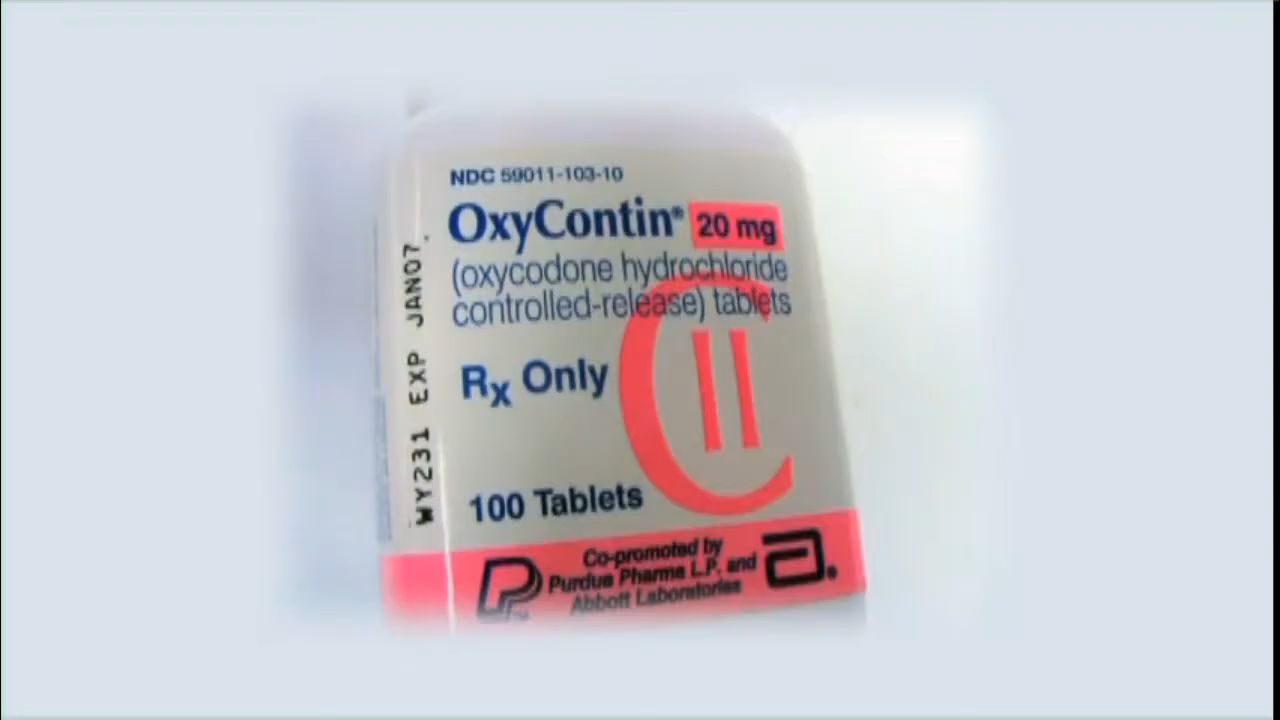 NDC 59011-103-10
OxyContin® 20 mg
(oxycodone hydrochloride
controlled-release) tablets
Rx Only
CII
100 Tablets
Co-promoted by
Purdue Pharma L.P. and
Abbott Laboratories
WY231 EXP JAN07